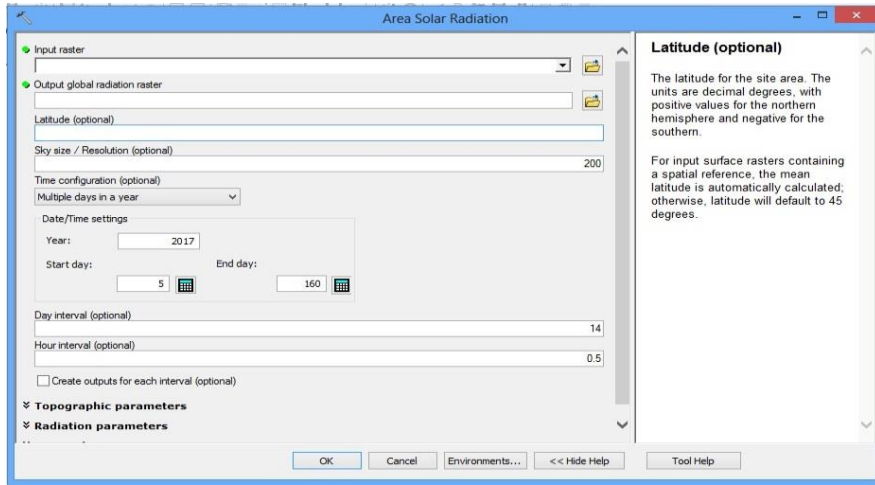 Area Solar Radiation
Input raster
Output global radiation raster
Latitude (optional)
Sky size / Resolution (optional)
200
Time configuration (optional)
Multiple days in a year
Date/Time settings
Year:
2017
Start day:
End day:
5
160
Day interval (optional)
14
Hour interval (optional)
0.5
Create outputs for each interval (optional)
Topographic parameters
Radiation parameters
OK
Cancel
Environments...
<< Hide Help
Tool Help
Latitude (optional)
The latitude for the site area. The
units are decimal degrees, with
positive values for the northern
hemisphere and negative for the
southern.
For input surface rasters containing
a spatial reference, the mean
latitude is automatically calculated;
otherwise, latitude will default to 45
degrees.